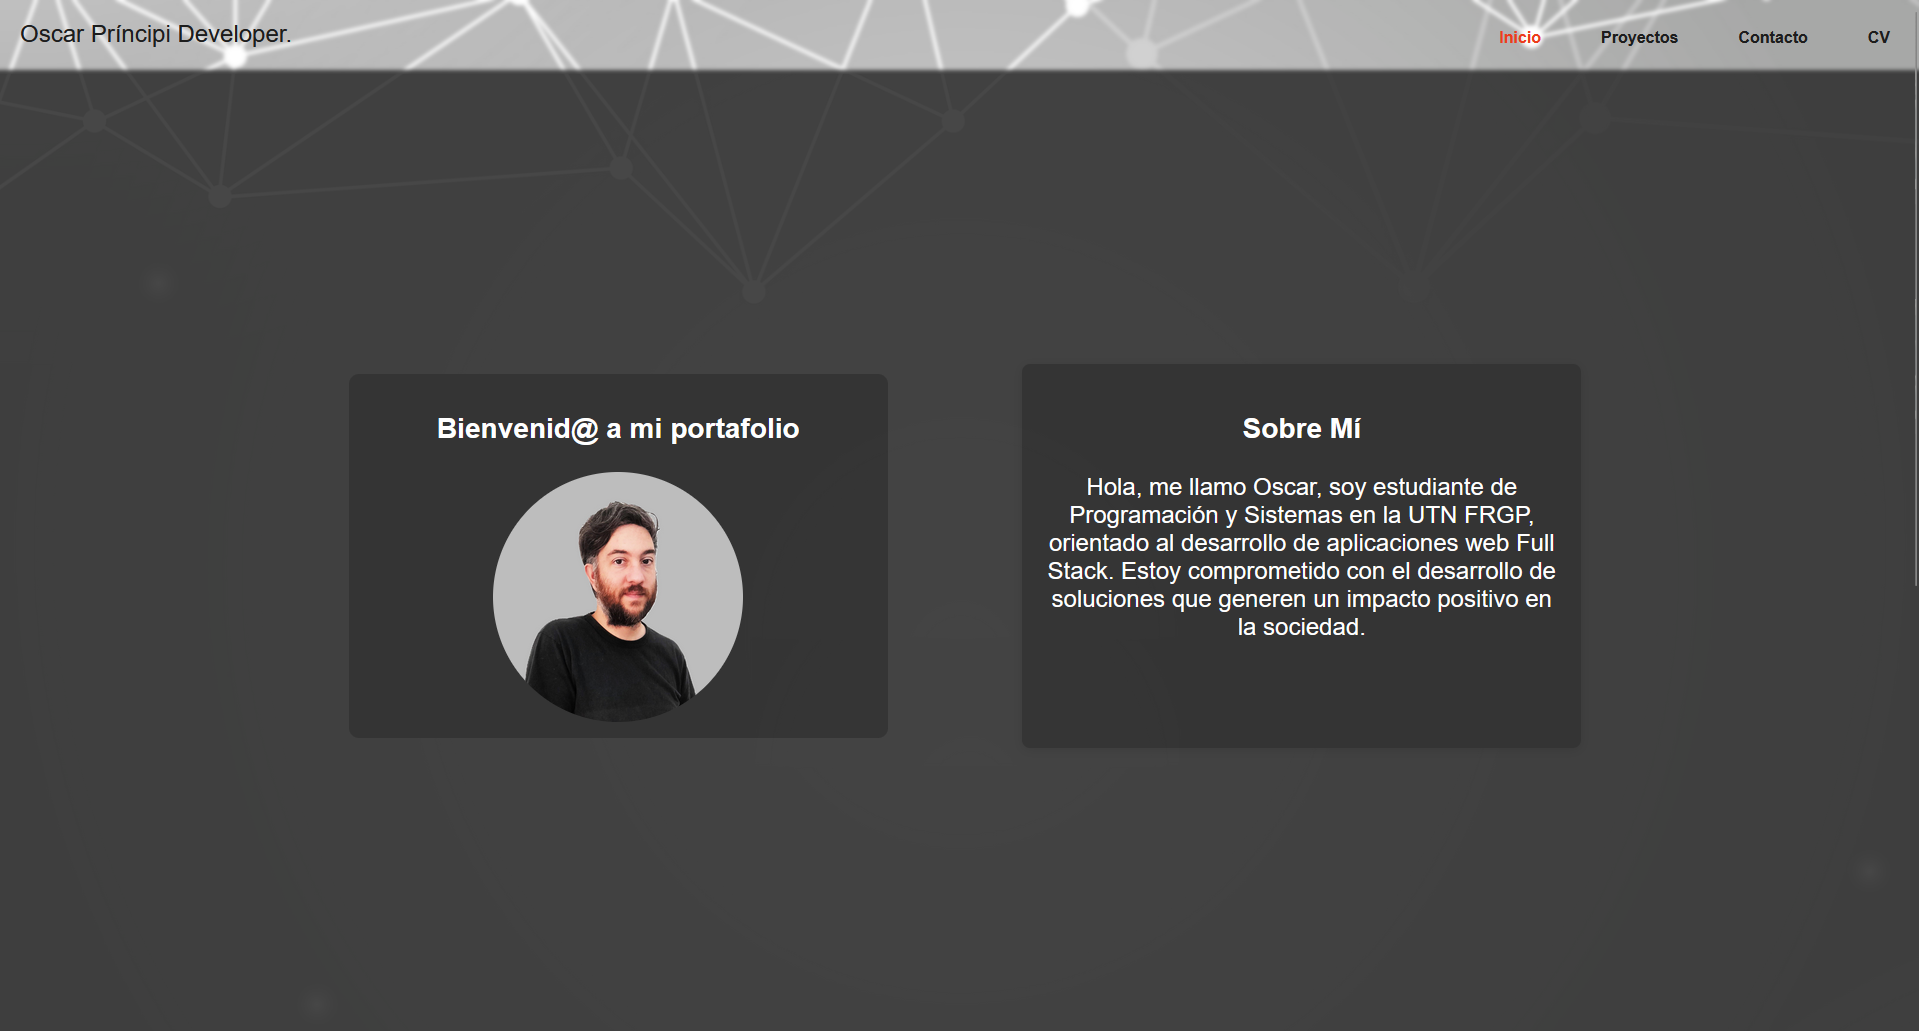 Oscar Príncipi Developer.
Inicio
Proyectos
Contacto
CV
Bienvenid@ a mi portafolio
Sobre Mí
Hola, me llamo Oscar, soy estudiante de
Programación y Sistemas en la UTN FRGP,
orientado al desarrollo de aplicaciones web Full
Stack. Estoy comprometido con el desarrollo de
soluciones que generen un impacto positivo en
la sociedad.